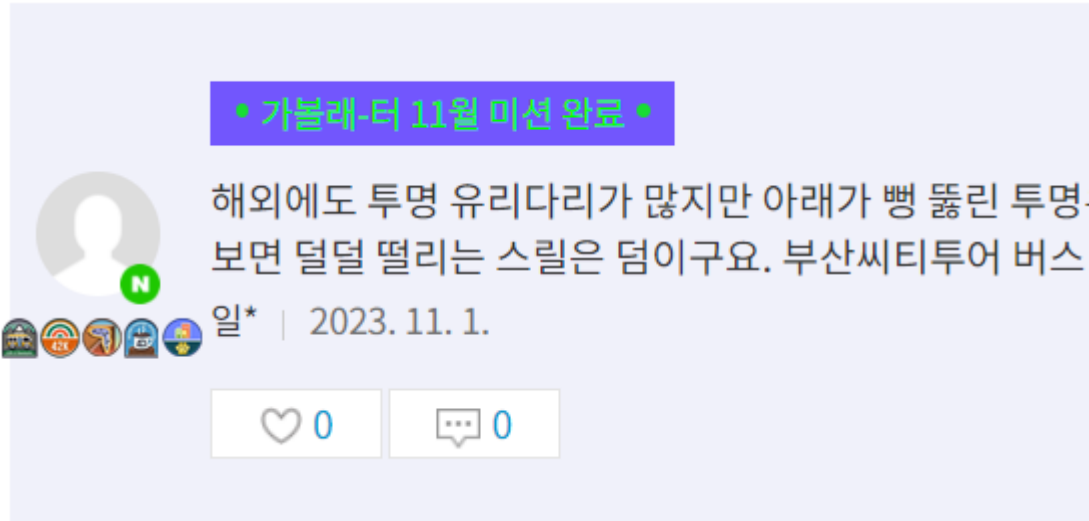 • 가볼래-터 11월 미션 완료 •
해외에도 투명 유리다리가 많지만 아래가 뻥 뚫린 투명
보면 덜덜 떨리는 스릴은 덤이구요. 부산씨티투어 버스
N
일* | 2023. 11. 1.
42K
0 0